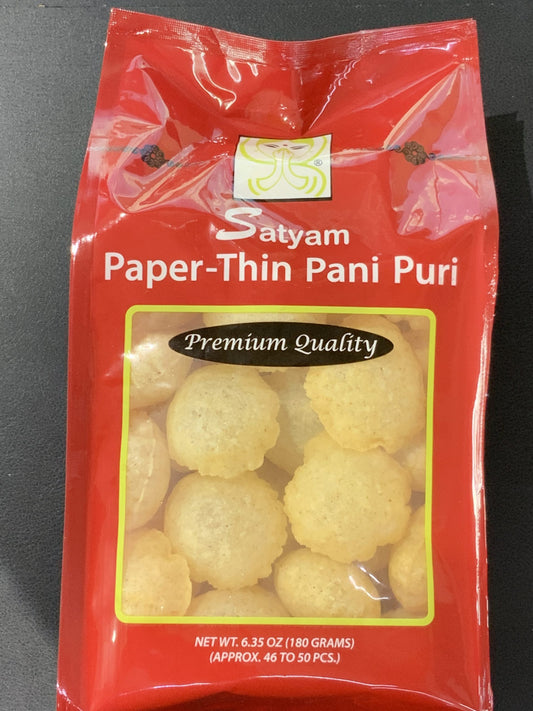 ®
Satyam
Paper-Thin Pani Puri
Premium Quality
NET WT. 6.35 OZ (180 GRAMS)
(APPROX. 46 TO 50 PCS.)